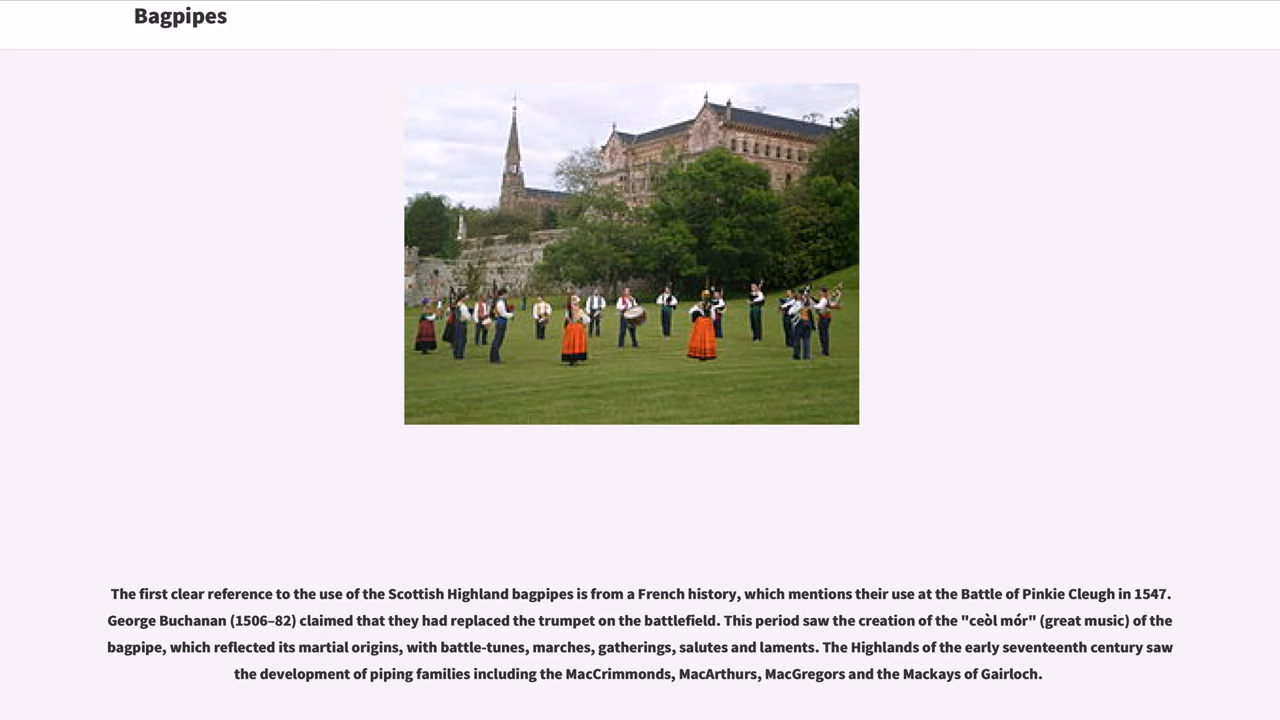 Bagpipes
The first clear reference to the use of the Scottish Highland bagpipes is from a French history, which mentions their use at the Battle of Pinkie Cleugh in 1547.
George Buchanan (1506–82) claimed that they had replaced the trumpet on the battlefield. This period saw the creation of the "ceòl mór" (great music) of the
bagpipe, which reflected its martial origins, with battle-tunes, marches, gatherings, salutes and laments. The Highlands of the early seventeenth century saw
the development of piping families including the MacCrimmonds, MacArthurs, MacGregors and the Mackays of Gairloch.